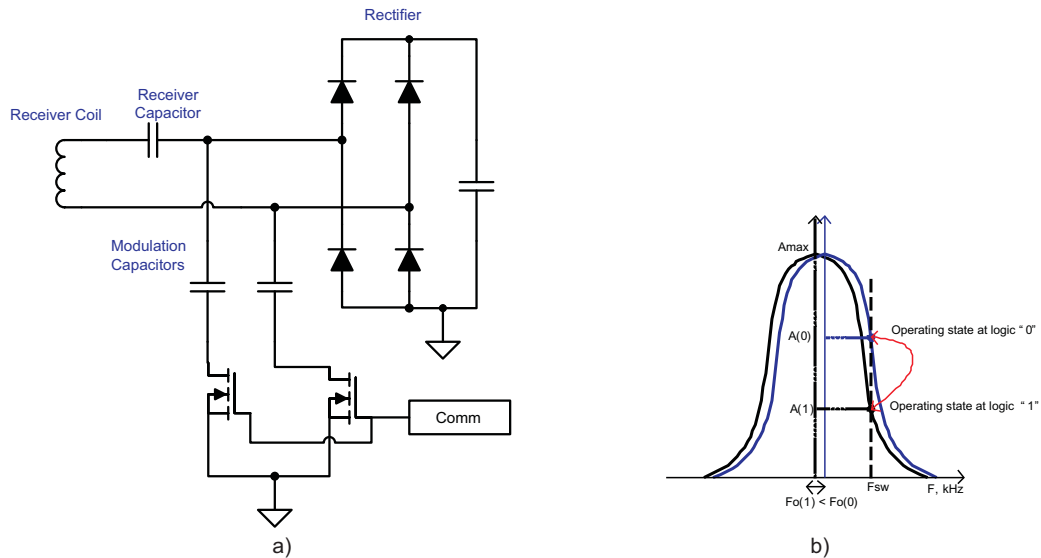 Rectifier
Receiver
Capacitor
Receiver Coil
Modulation
Capacitors
Comm
a)
Amax
A(0)
Operating state at logic “ 0”
A(1)
Operating state at logic “ 1”
Fsw
F, kHz
Fo(1) < Fo(0)
b)